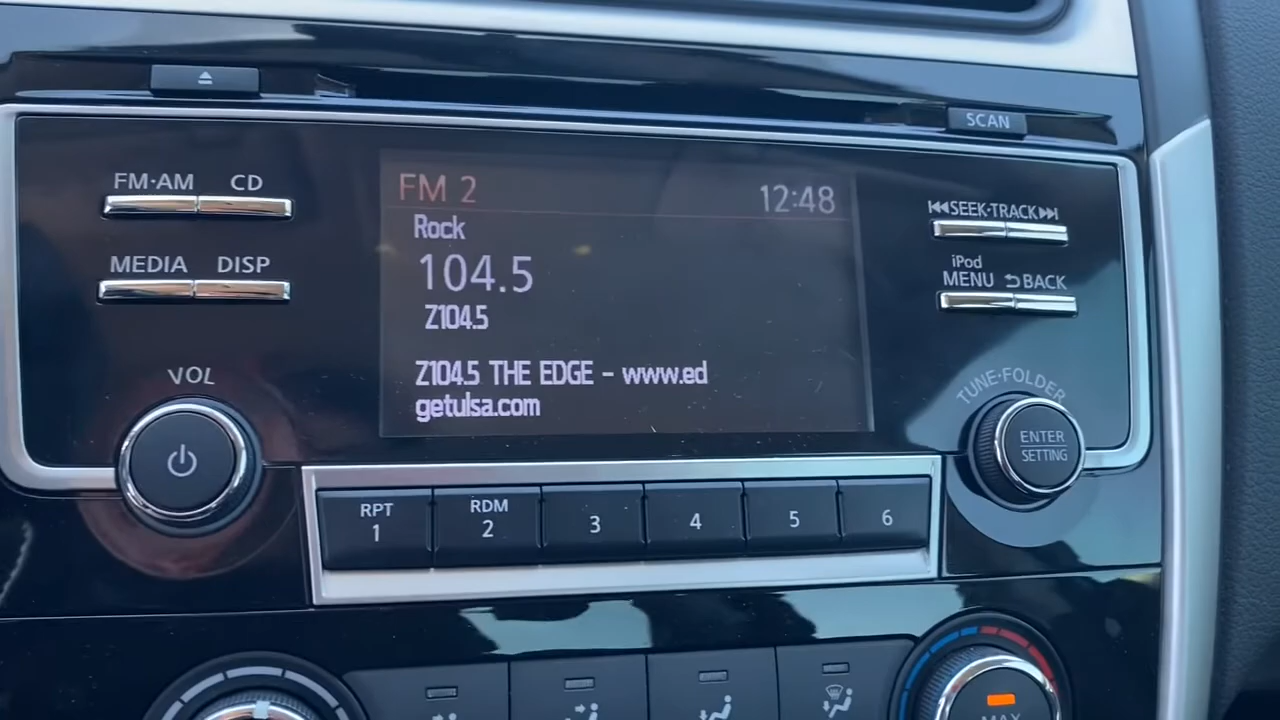 SCAN
FM·AM CD
MEDIA DISP
VOL
FM 2 12:48
Rock
104.5
Z104.5
Z104.5 THE EDGE - www.ed
getulsa.com
SEEK·TRACK
iPod
MENU BACK
TUNE·FOLDER
ENTER
SETTING
RPT RDM
1 2 3 4 5 6
MAX